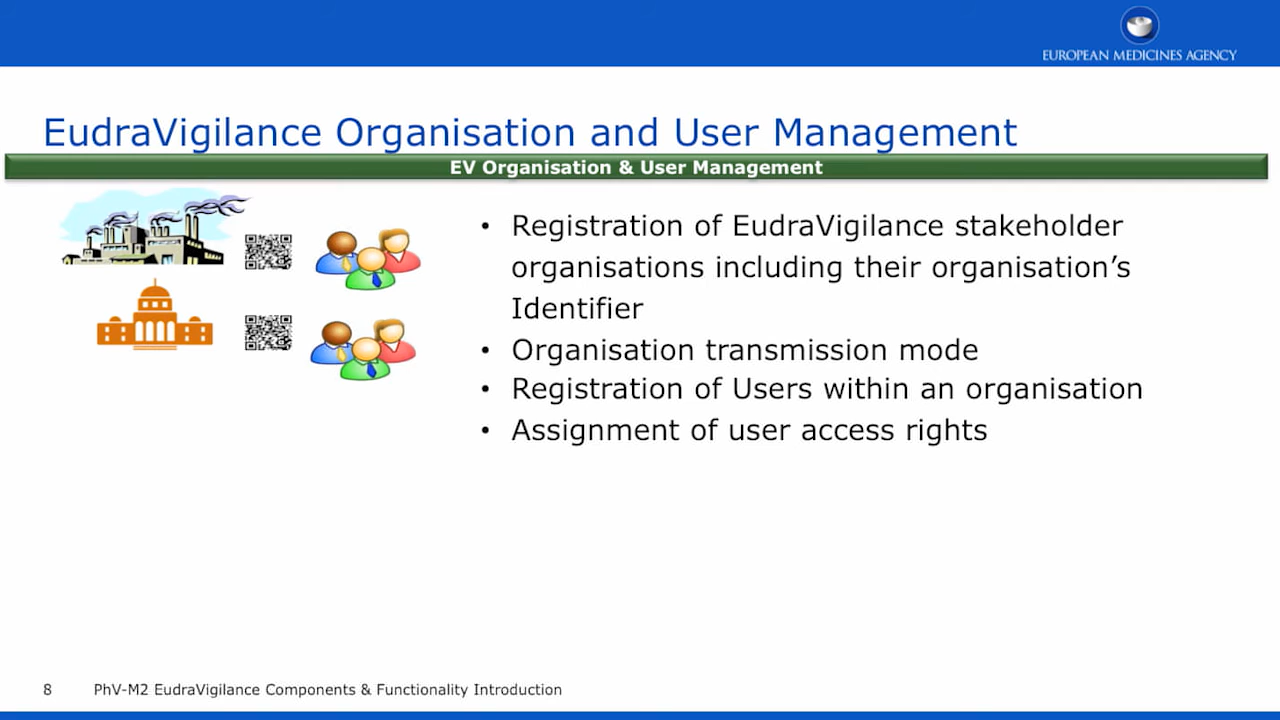 EUROPEAN MEDICINES AGENCY
EudraVigilance Organisation and User Management
EV Organisation & User Management
• Registration of EudraVigilance stakeholder
organisations including their organisation’s
Identifier
• Organisation transmission mode
• Registration of Users within an organisation
• Assignment of user access rights
8 PhV-M2 EudraVigilance Components & Functionality Introduction